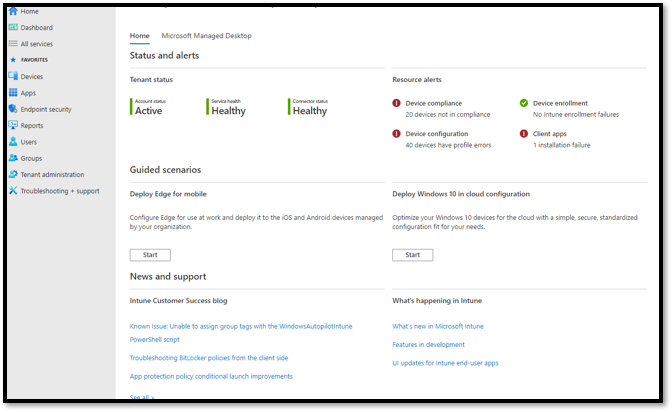 Home
Dashboard
All services
FAVORITES
Devices
Apps
Endpoint security
Reports
Users
Groups
Tenant administration
Troubleshooting + support
Home Microsoft Managed Desktop
Status and alerts
Tenant status
Account status
Active
Service health
Healthy
Connector status
Healthy
Resource alerts
Device compliance
20 devices not in compliance
Device enrollment
No Intune enrollment failures
Device configuration
40 devices have profile errors
Client apps
1 installation failure
Guided scenarios
Deploy Edge for mobile
Configure Edge for use at work and deploy it to the iOS and Android devices managed
by your organization.
Start
Deploy Windows 10 in cloud configuration
Optimize your Windows 10 devices for the cloud with a simple, secure, standardized
configuration fit for your needs.
Start
News and support
Intune Customer Success blog
Known Issue: Unable to assign group tags with the WindowsAutopilotIntune
PowerShell script
Troubleshooting BitLocker policies from the client side
App protection policy conditional launch improvements
See all >
What's happening in Intune
What's new in Microsoft Intune
Features in development
UI updates for Intune end-user apps